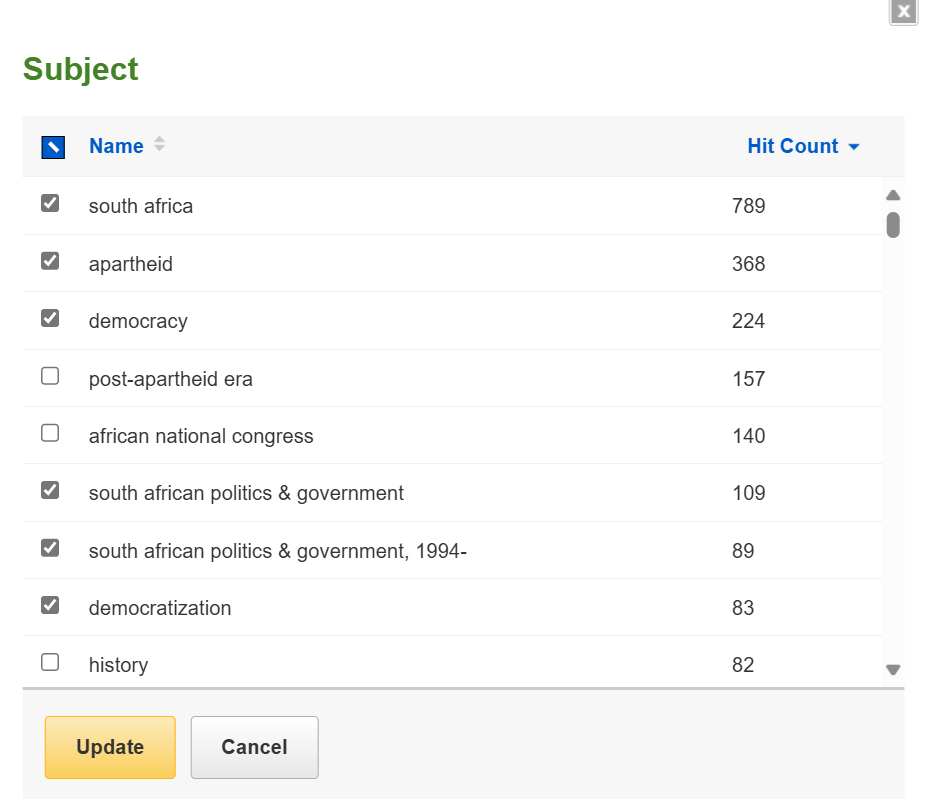 x
Subject
Name Hit Count
south africa 789
apartheid 368
democracy 224
post-apartheid era 157
african national congress 140
south african politics & government 109
south african politics & government, 1994- 89
democratization 83
history 82
Update Cancel